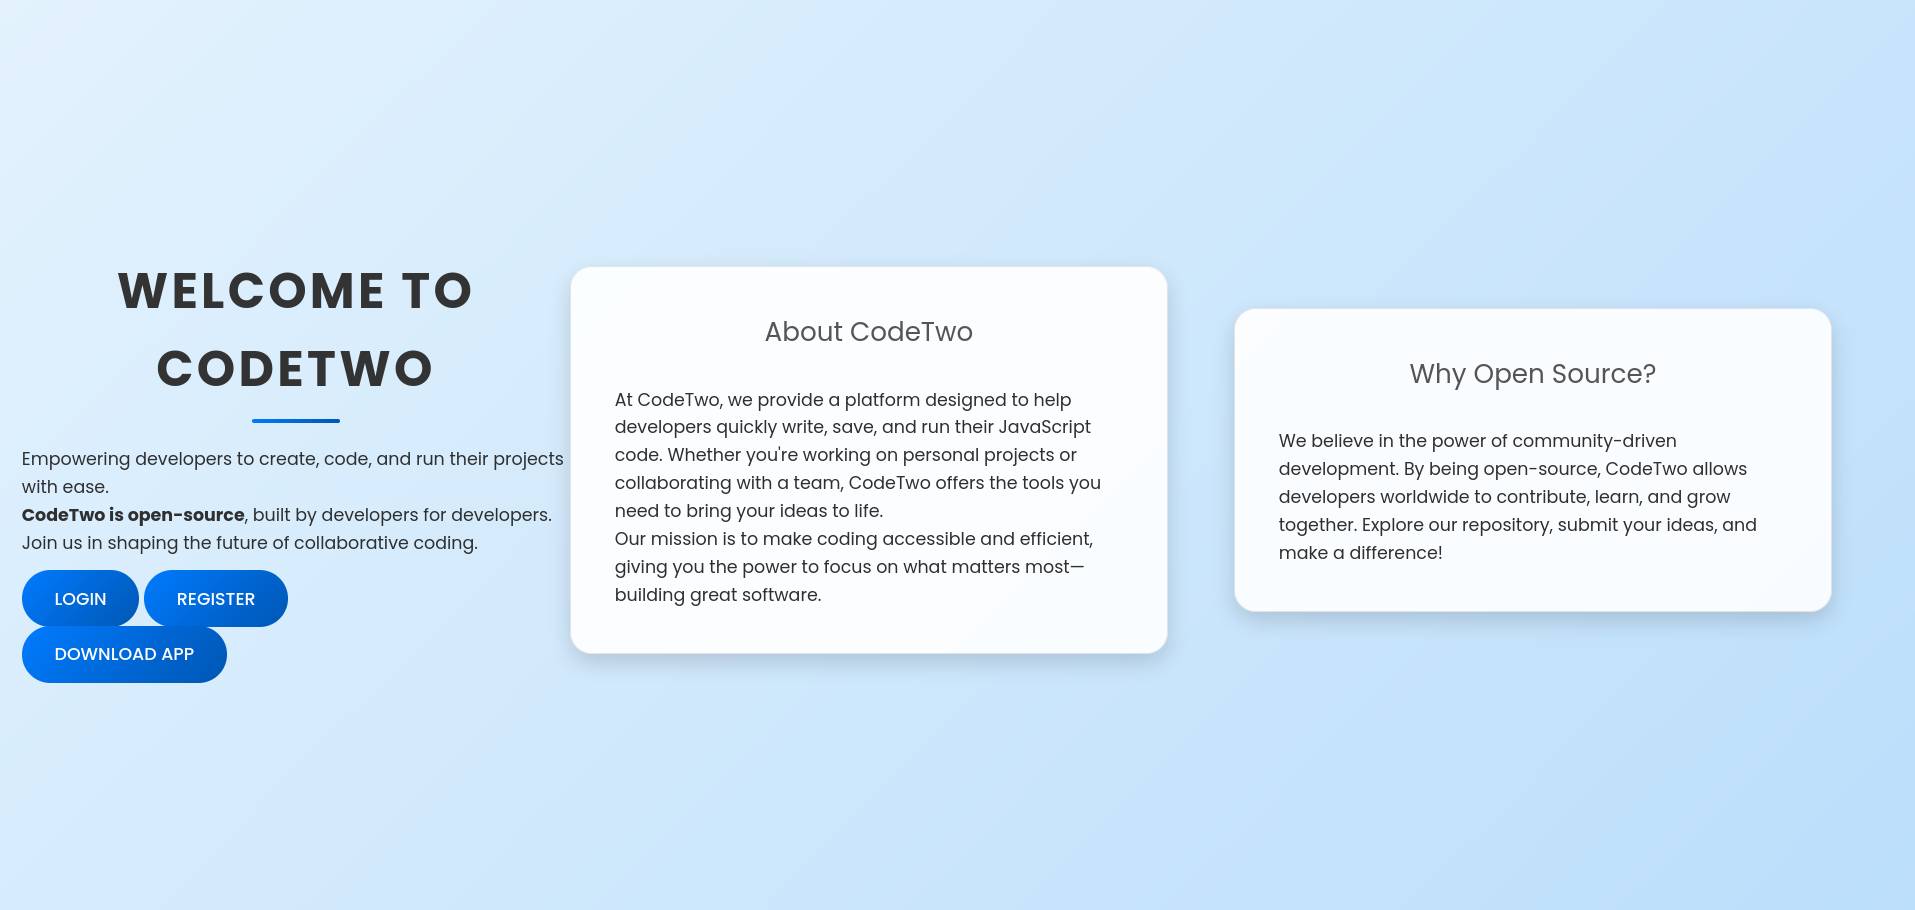 WELCOME TO
CODETWO
Empowering developers to create, code, and run their projects
with ease.
CodeTwo is open-source, built by developers for developers.
Join us in shaping the future of collaborative coding.
LOGIN
REGISTER
DOWNLOAD APP
About CodeTwo
At CodeTwo, we provide a platform designed to help
developers quickly write, save, and run their JavaScript
code. Whether you're working on personal projects or
collaborating with a team, CodeTwo offers the tools you
need to bring your ideas to life.
Our mission is to make coding accessible and efficient,
giving you the power to focus on what matters most—
building great software.
Why Open Source?
We believe in the power of community-driven
development. By being open-source, CodeTwo allows
developers worldwide to contribute, learn, and grow
together. Explore our repository, submit your ideas, and
make a difference!